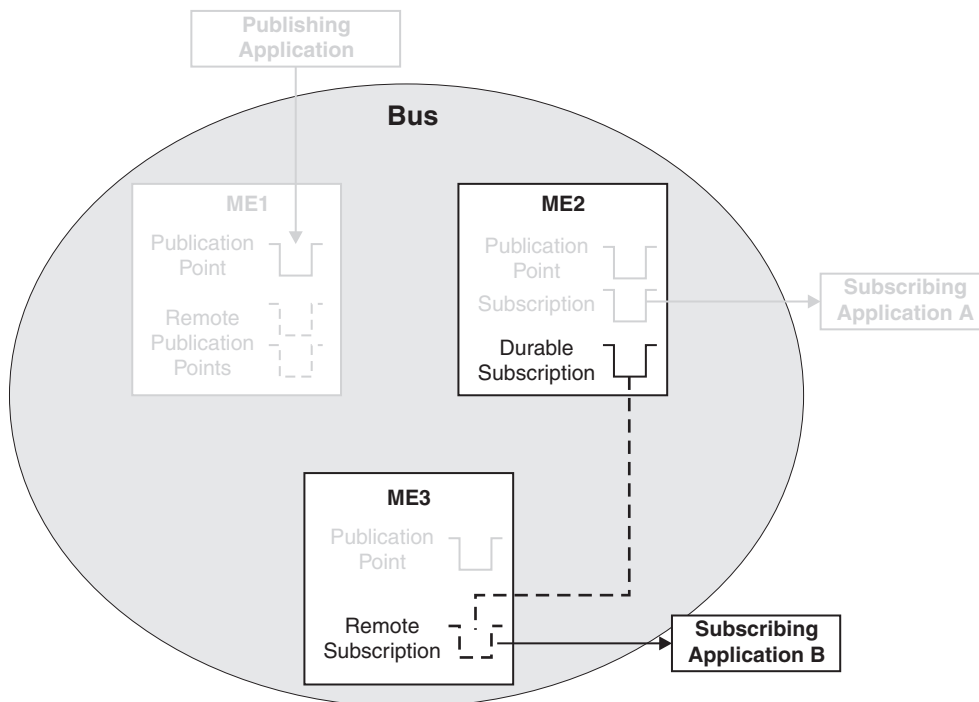 Publishing
Application
Bus
ME1
Publication
Point
Remote
Publication
Points
ME2
Publication
Point
Subscription
Durable
Subscription
Subscribing
Application A
ME3
Publication
Point
Remote
Subscription
Subscribing
Application B